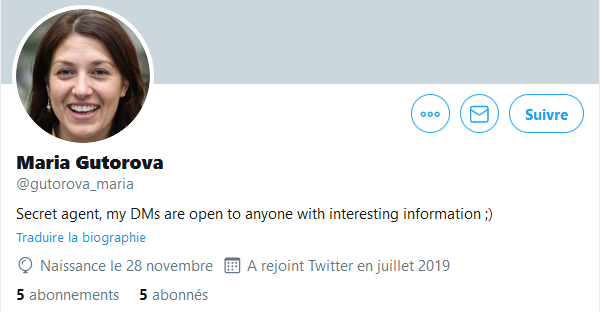 Suivre
Maria Gutorova
@gutorova_maria
Secret agent, my DMs are open to anyone with interesting information ;)
Traduire la biographie
Naissance le 28 novembre A rejoint Twitter en juillet 2019
5 abonnements 5 abonnés